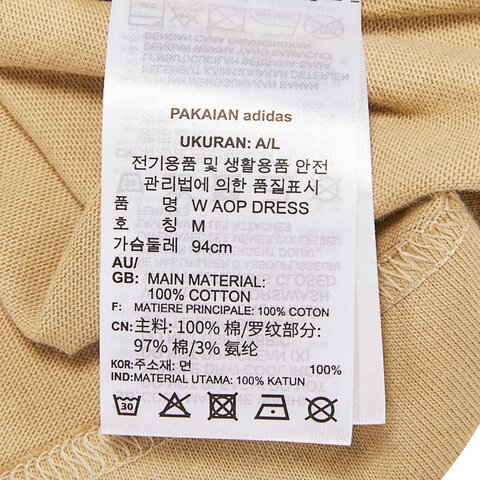 PAKAIAN adidas
UKURAN: A/L
전기용품 및 생활용품 안전
관리법에 의한 품질표시
품 명 W AOP DRESS
호 칭 M
가슴둘레 94cm
AU/
GB: MAIN MATERIAL:
100% COTTON
F: MATIERE PRINCIPALE: 100% COTON
CN: 主料: 100% 棉/罗纹部分:
97% 棉/3% 氨纶
KOR: 주소재: 면 100%
IND: MATERIAL UTAMA: 100% KATUN
30